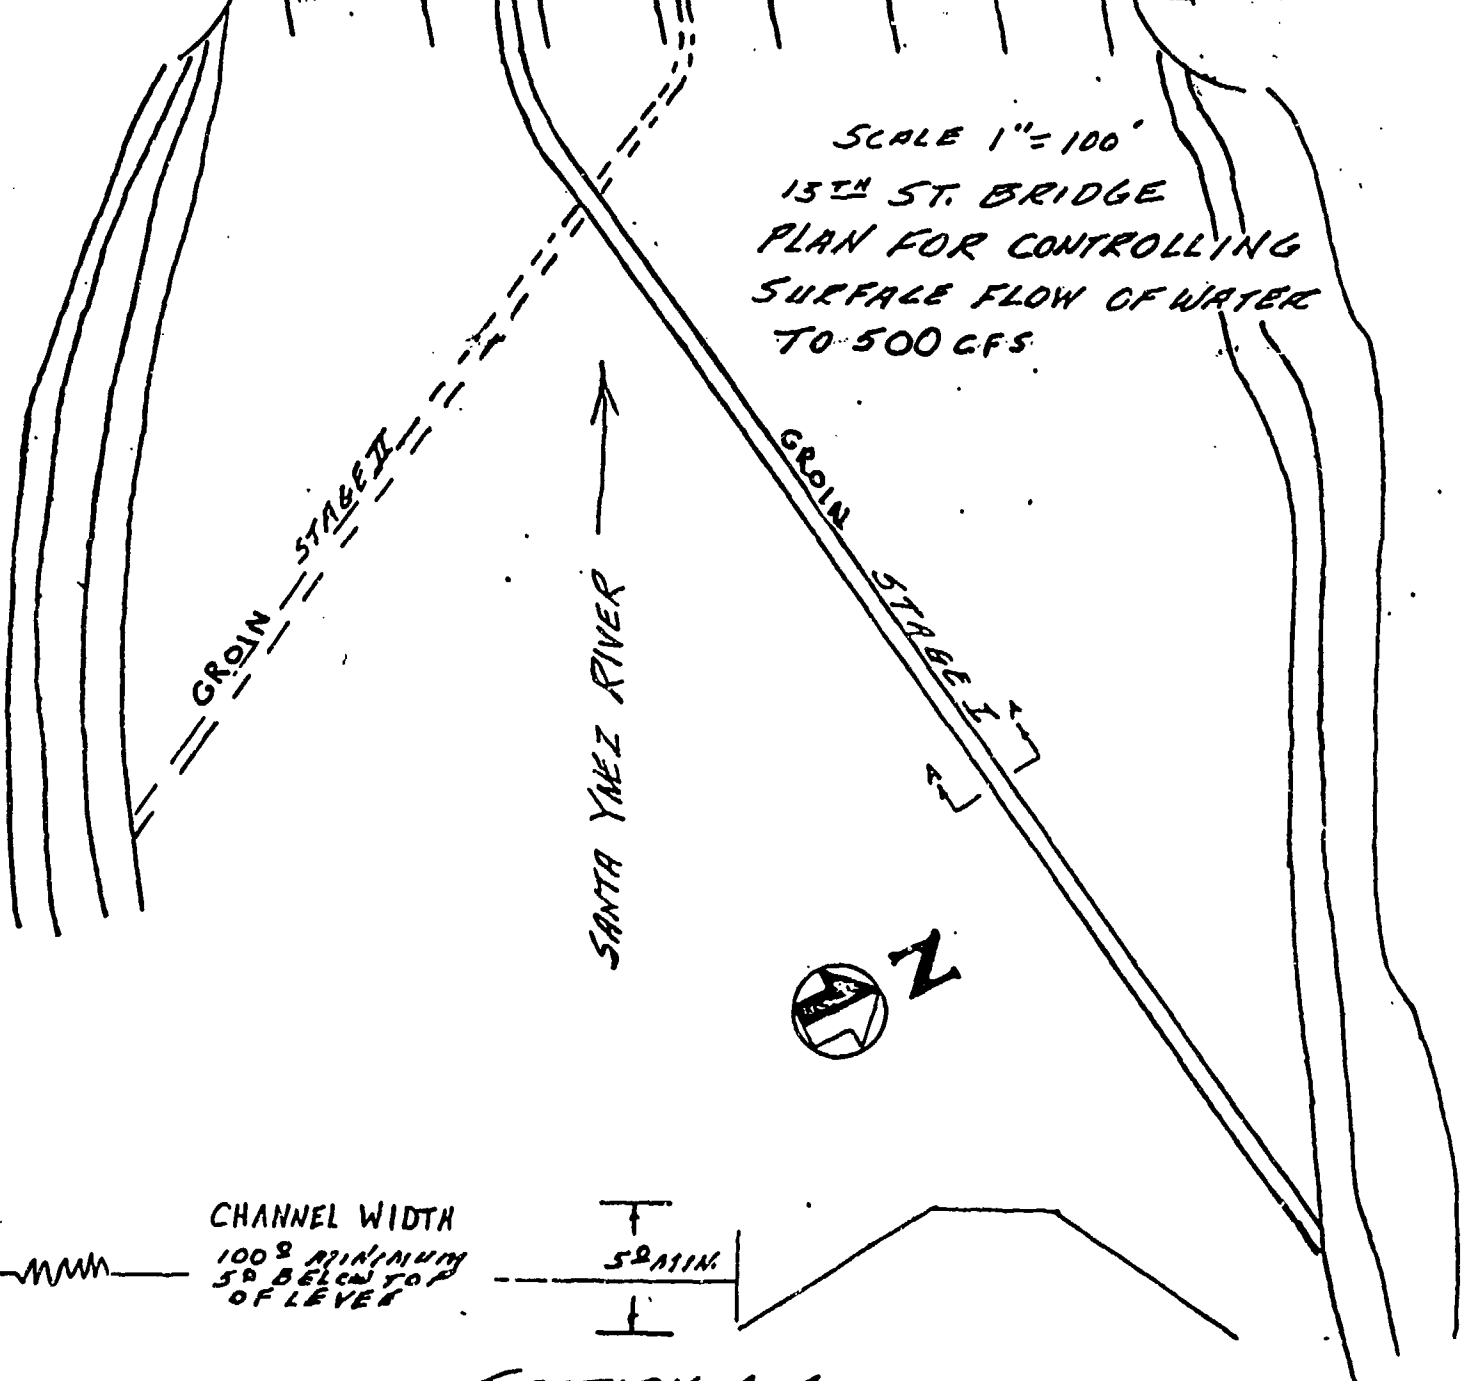 SCALE 1"=100'
13TH ST. BRIDGE
PLAN FOR CONTROLLING
SURFACE FLOW OF WATER
TO 500 CFS
GROIN STAGE II
GROIN STAGE I
A
A
SANTA YNEZ RIVER
N
CHANNEL WIDTH
100' MINIMUM
5' BELOW TOP
OF LEVEE
5' MIN.